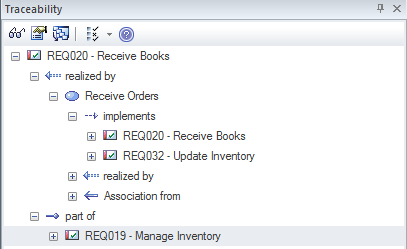 Traceability
REQ020 - Receive Books
realized by
Receive Orders
implements
REQ020 - Receive Books
REQ032 - Update Inventory
realized by
Association from
part of
REQ019 - Manage Inventory